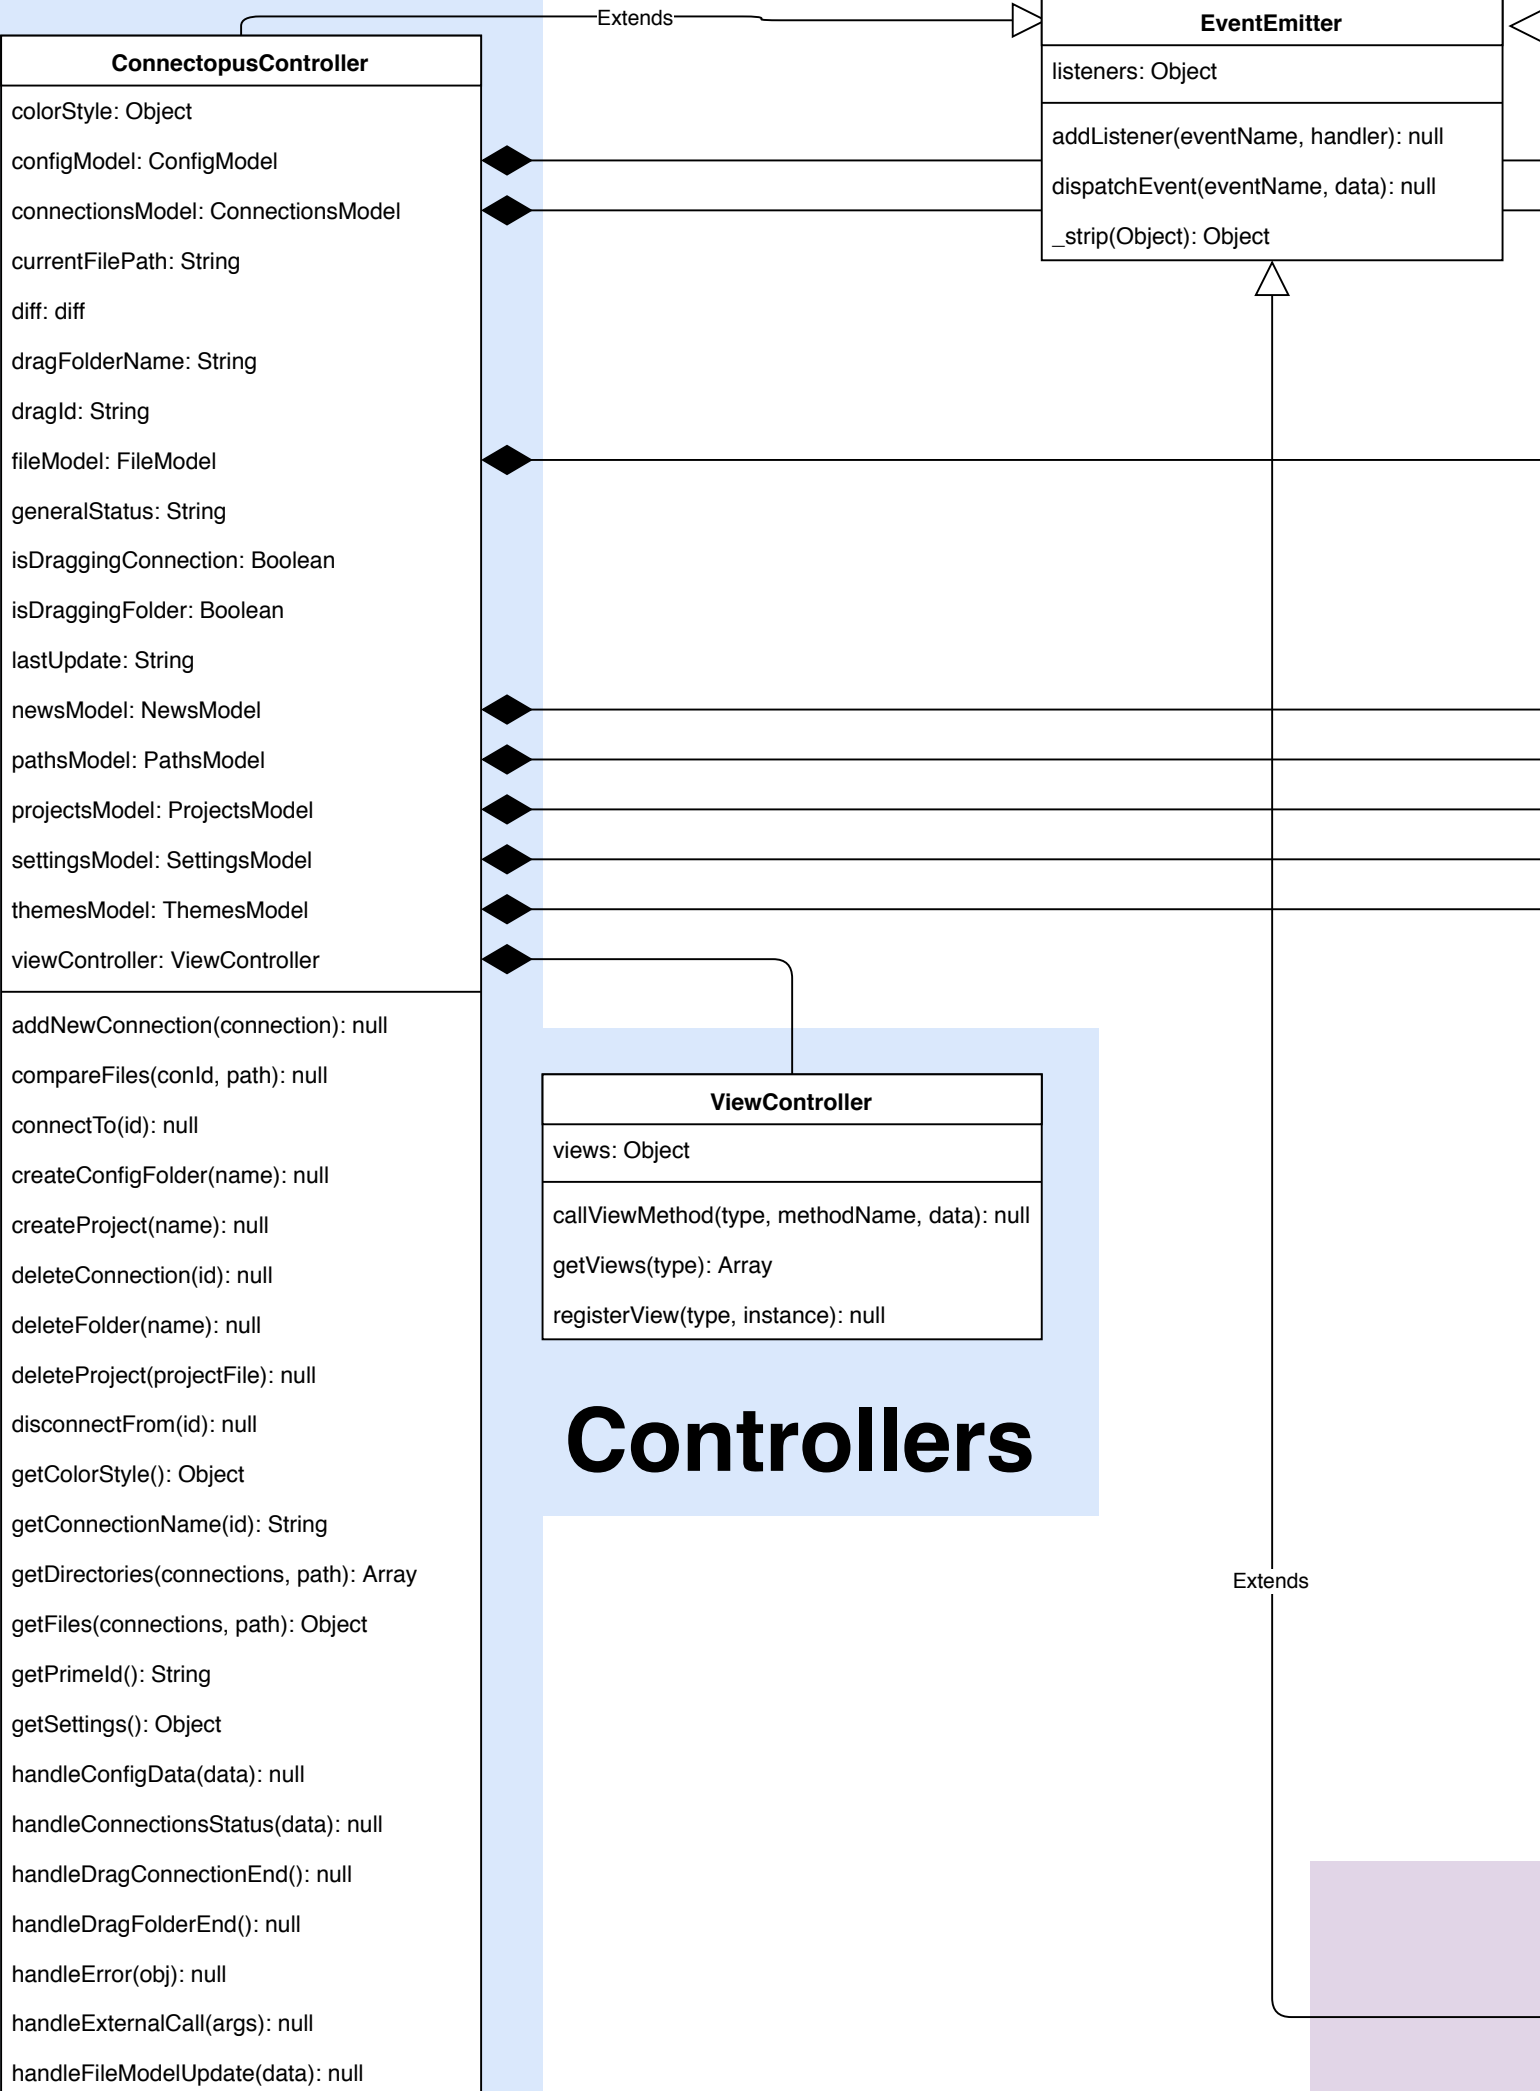 Extends
ConnectopusController
colorStyle: Object
configModel: ConfigModel
connectionsModel: ConnectionsModel
currentFilePath: String
diff: diff
dragFolderName: String
dragId: String
fileModel: FileModel
generalStatus: String
isDraggingConnection: Boolean
isDraggingFolder: Boolean
lastUpdate: String
newsModel: NewsModel
pathsModel: PathsModel
projectsModel: ProjectsModel
settingsModel: SettingsModel
themesModel: ThemesModel
viewController: ViewController
addNewConnection(connection): null
compareFiles(conId, path): null
connectTo(id): null
createConfigFolder(name): null
createProject(name): null
deleteConnection(id): null
deleteFolder(name): null
deleteProject(projectFile): null
disconnectFrom(id): null
getColorStyle(): Object
getConnectionName(id): String
getDirectories(connections, path): Array
getFiles(connections, path): Object
getPrimeId(): String
getSettings(): Object
handleConfigData(data): null
handleConnectionsStatus(data): null
handleDragConnectionEnd(): null
handleDragFolderEnd(): null
handleError(obj): null
handleExternalCall(args): null
handleFileModelUpdate(data): null
EventEmitter
listeners: Object
addListener(eventName, handler): null
dispatchEvent(eventName, data): null
_strip(Object): Object
ViewController
views: Object
callViewMethod(type, methodName, data): null
getViews(type): Array
registerView(type, instance): null
Controllers
Extends